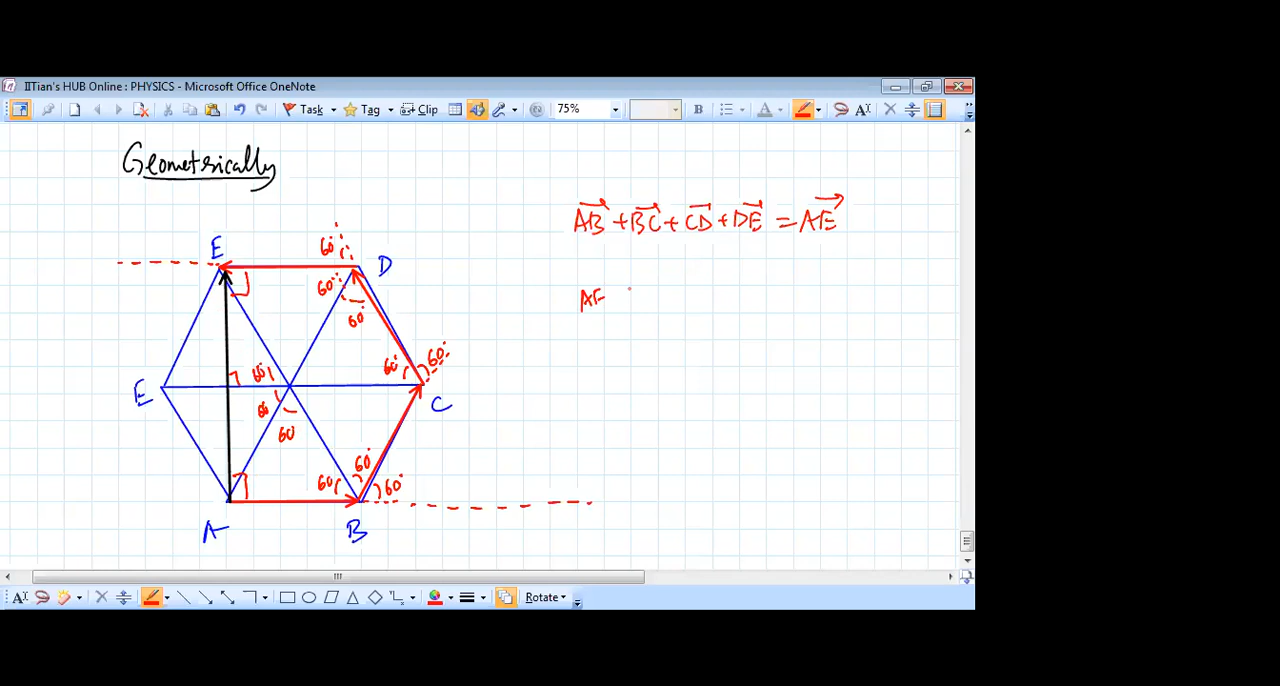 IITian's HUB Online : PHYSICS - Microsoft Office OneNote
Task Tag Clip 75% B A
Geometrically
AB + BC + CD + DE = AE
E 60° D
60°
60°
60° 60°
60°
AE
E C
60
60
60° 60° 60°
A B
Rotate